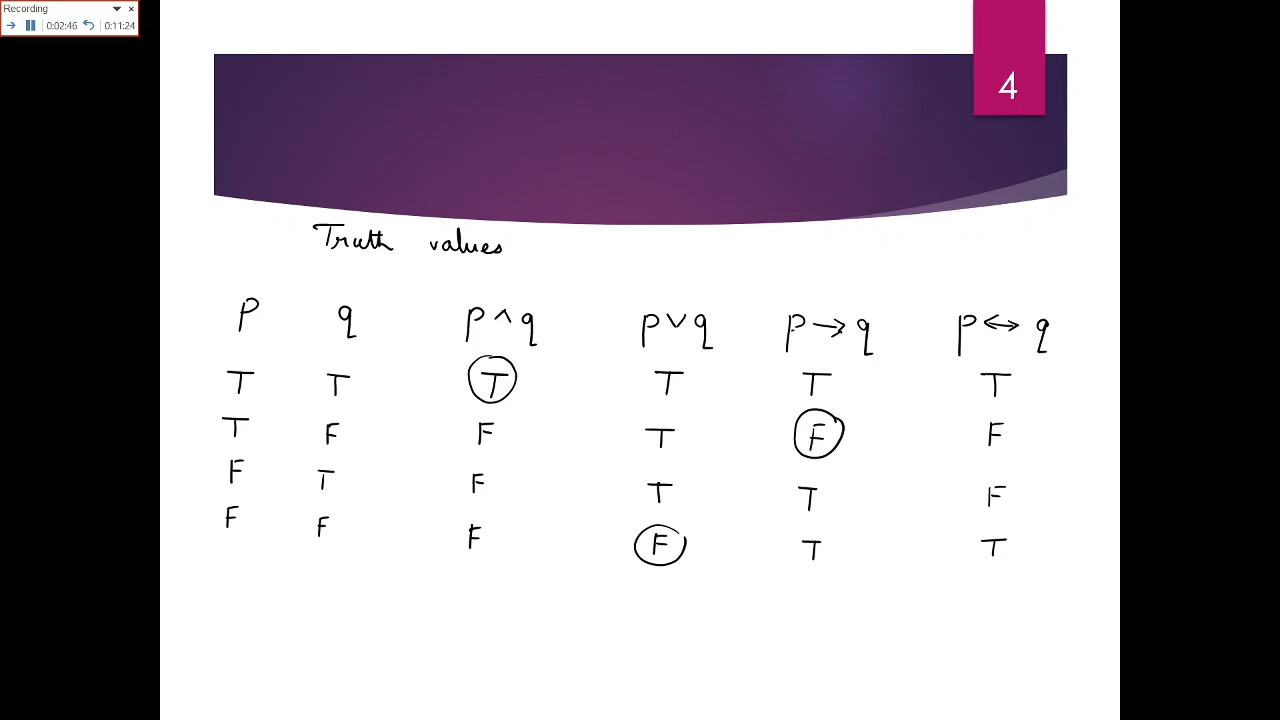 Recording
0:02:46 0:11:24
4
Truth values
p q p ∧ q p ∨ q p → q p ↔ q
T T T T T T
T F F T F F
F T F T T F
F F F F T T